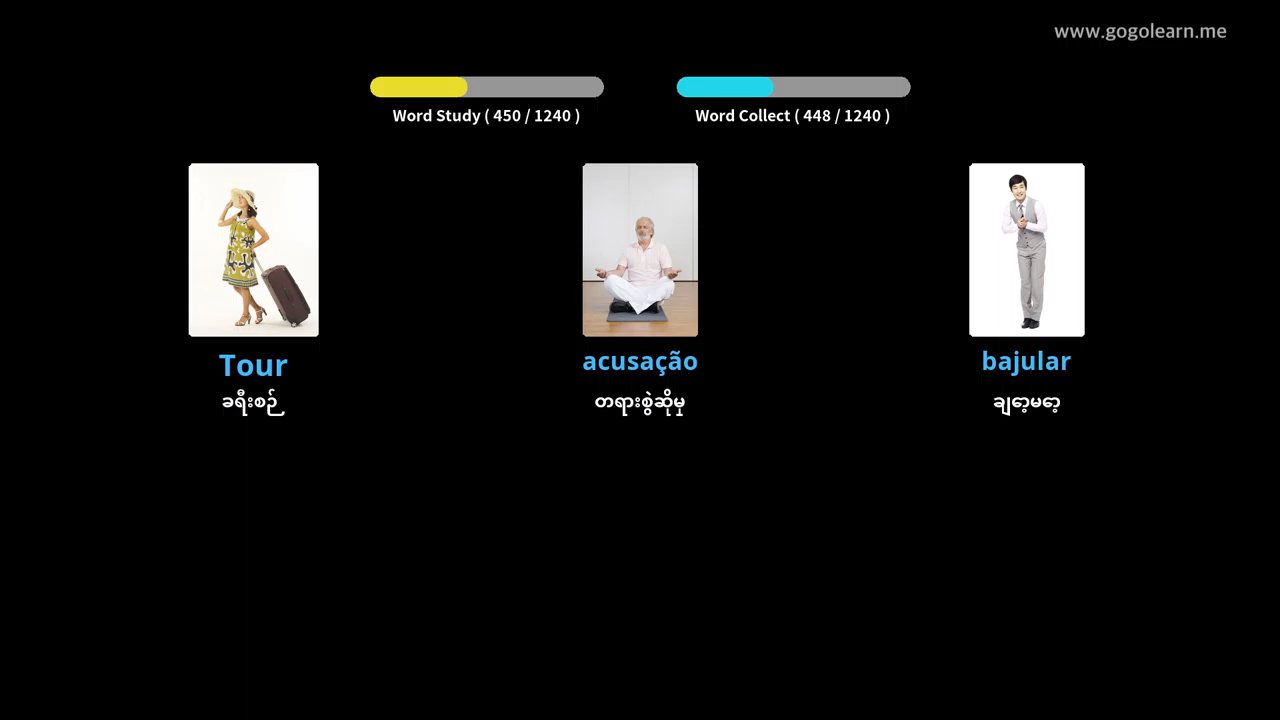 www.gogolearn.me
Word Study ( 450 / 1240 )
Word Collect ( 448 / 1240 )
Tour
acusação
bajular
ခရီးစဉ်
တရားစွဲဆိုမှု
ချော့မော့